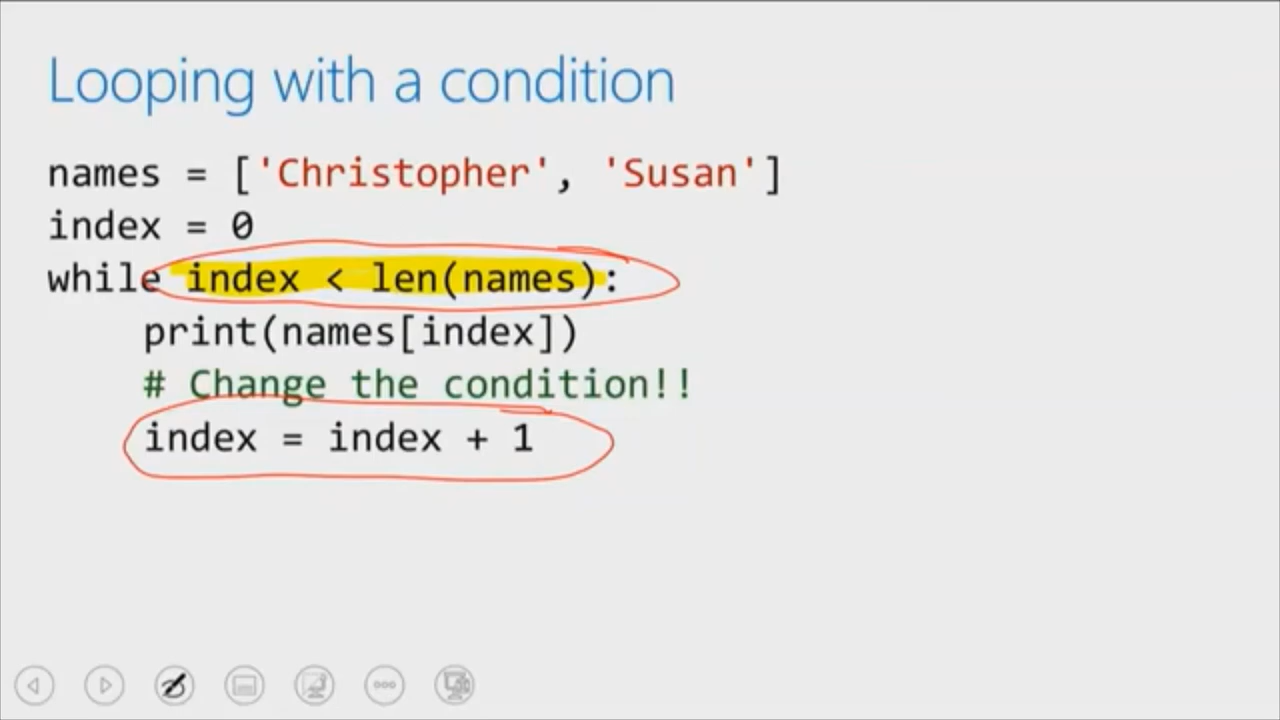 Looping with a condition
names = ['Christopher', 'Susan']
index = 0
while index < len(names):
    print(names[index])
    # Change the condition!!
    index = index + 1